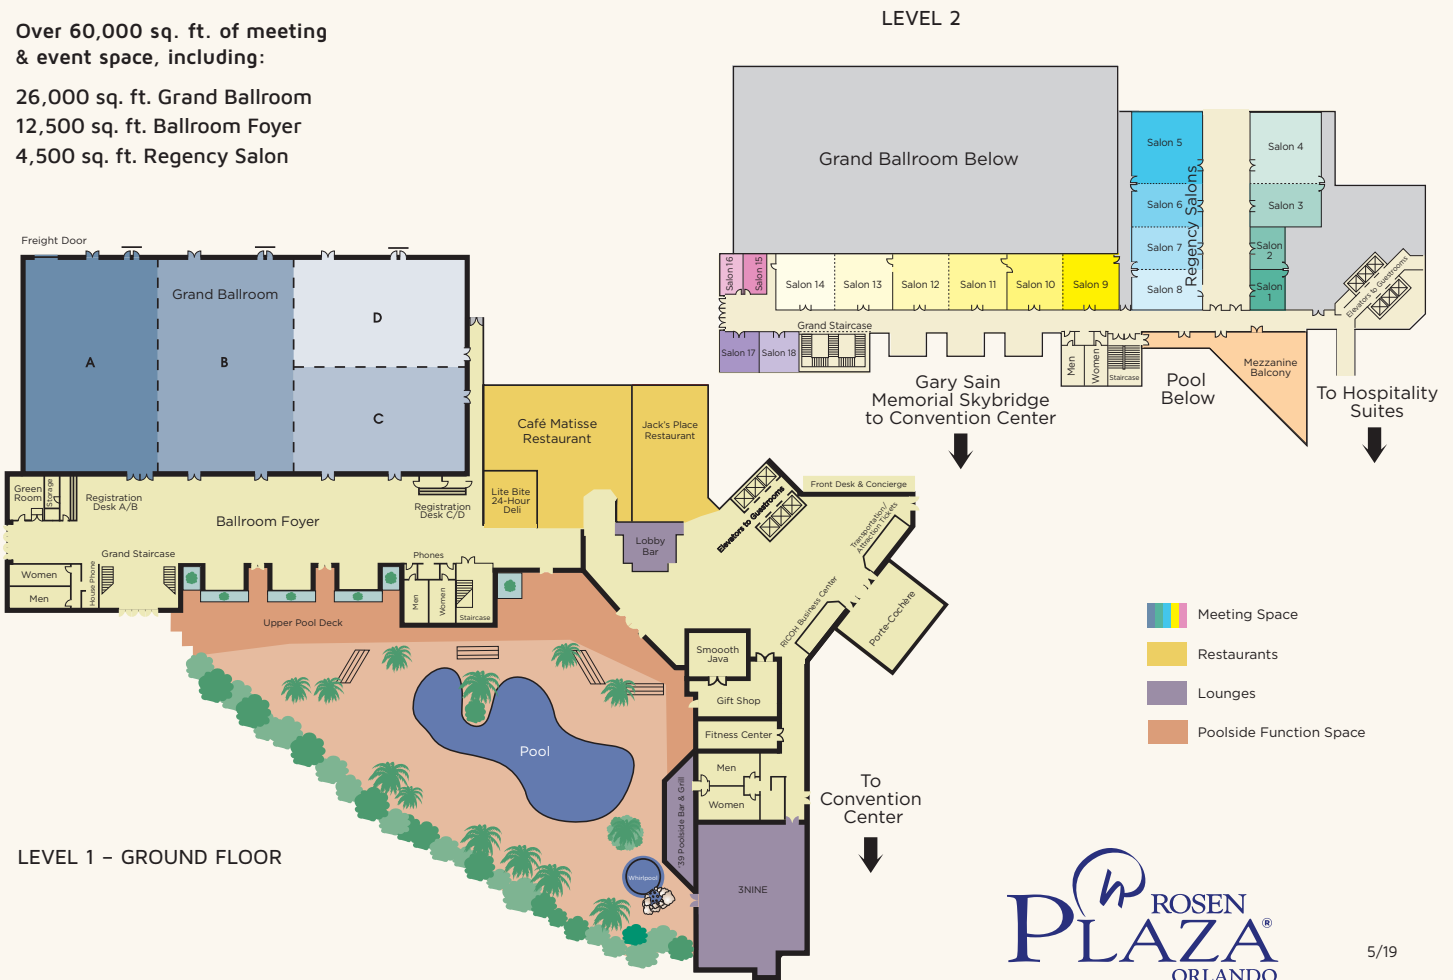 Over 60,000 sq. ft. of meeting
& event space, including:
26,000 sq. ft. Grand Ballroom
12,500 sq. ft. Ballroom Foyer
4,500 sq. ft. Regency Salon
LEVEL 2
Grand Ballroom Below
Salon 5
Salon 6
Salon 7
Salon 8
Regency Salons
Salon 4
Salon 3
Salon
2
Salon
1
Elevators to Guestrooms
Salon 16
Salon 15
Salon 14
Salon 13
Salon 12
Salon 11
Salon 10
Salon 9
Grand Staircase
Salon 17
Salon 18
Men
Women
Staircase
Mezzanine
Balcony
Gary Sain
Memorial Skybridge
to Convention Center
Pool
Below
To Hospitality
Suites
Freight Door
Grand Ballroom
A
B
D
C
Green
Room
Storage
Registration
Desk A/B
Ballroom Foyer
Registration
Desk C/D
Café Matisse
Restaurant
Jack's Place
Restaurant
Lite Bite
24-Hour
Deli
Lobby
Bar
Elevators to Guestrooms
Front Desk & Concierge
Transportation/
Attraction Tickets
Porte-Cochère
RICOH Business Center
Grand Staircase
Women
Men
House Phone
Phones
Men
Women
Staircase
Upper Pool Deck
Smoooth
Java
Gift Shop
Fitness Center
Men
Women
Pool
'39 Poolside Bar & Grill
Whirlpool
3NINE
To
Convention
Center
Meeting Space
Restaurants
Lounges
Poolside Function Space
LEVEL 1 – GROUND FLOOR
ROSEN
PLAZA®
ORLANDO
5/19